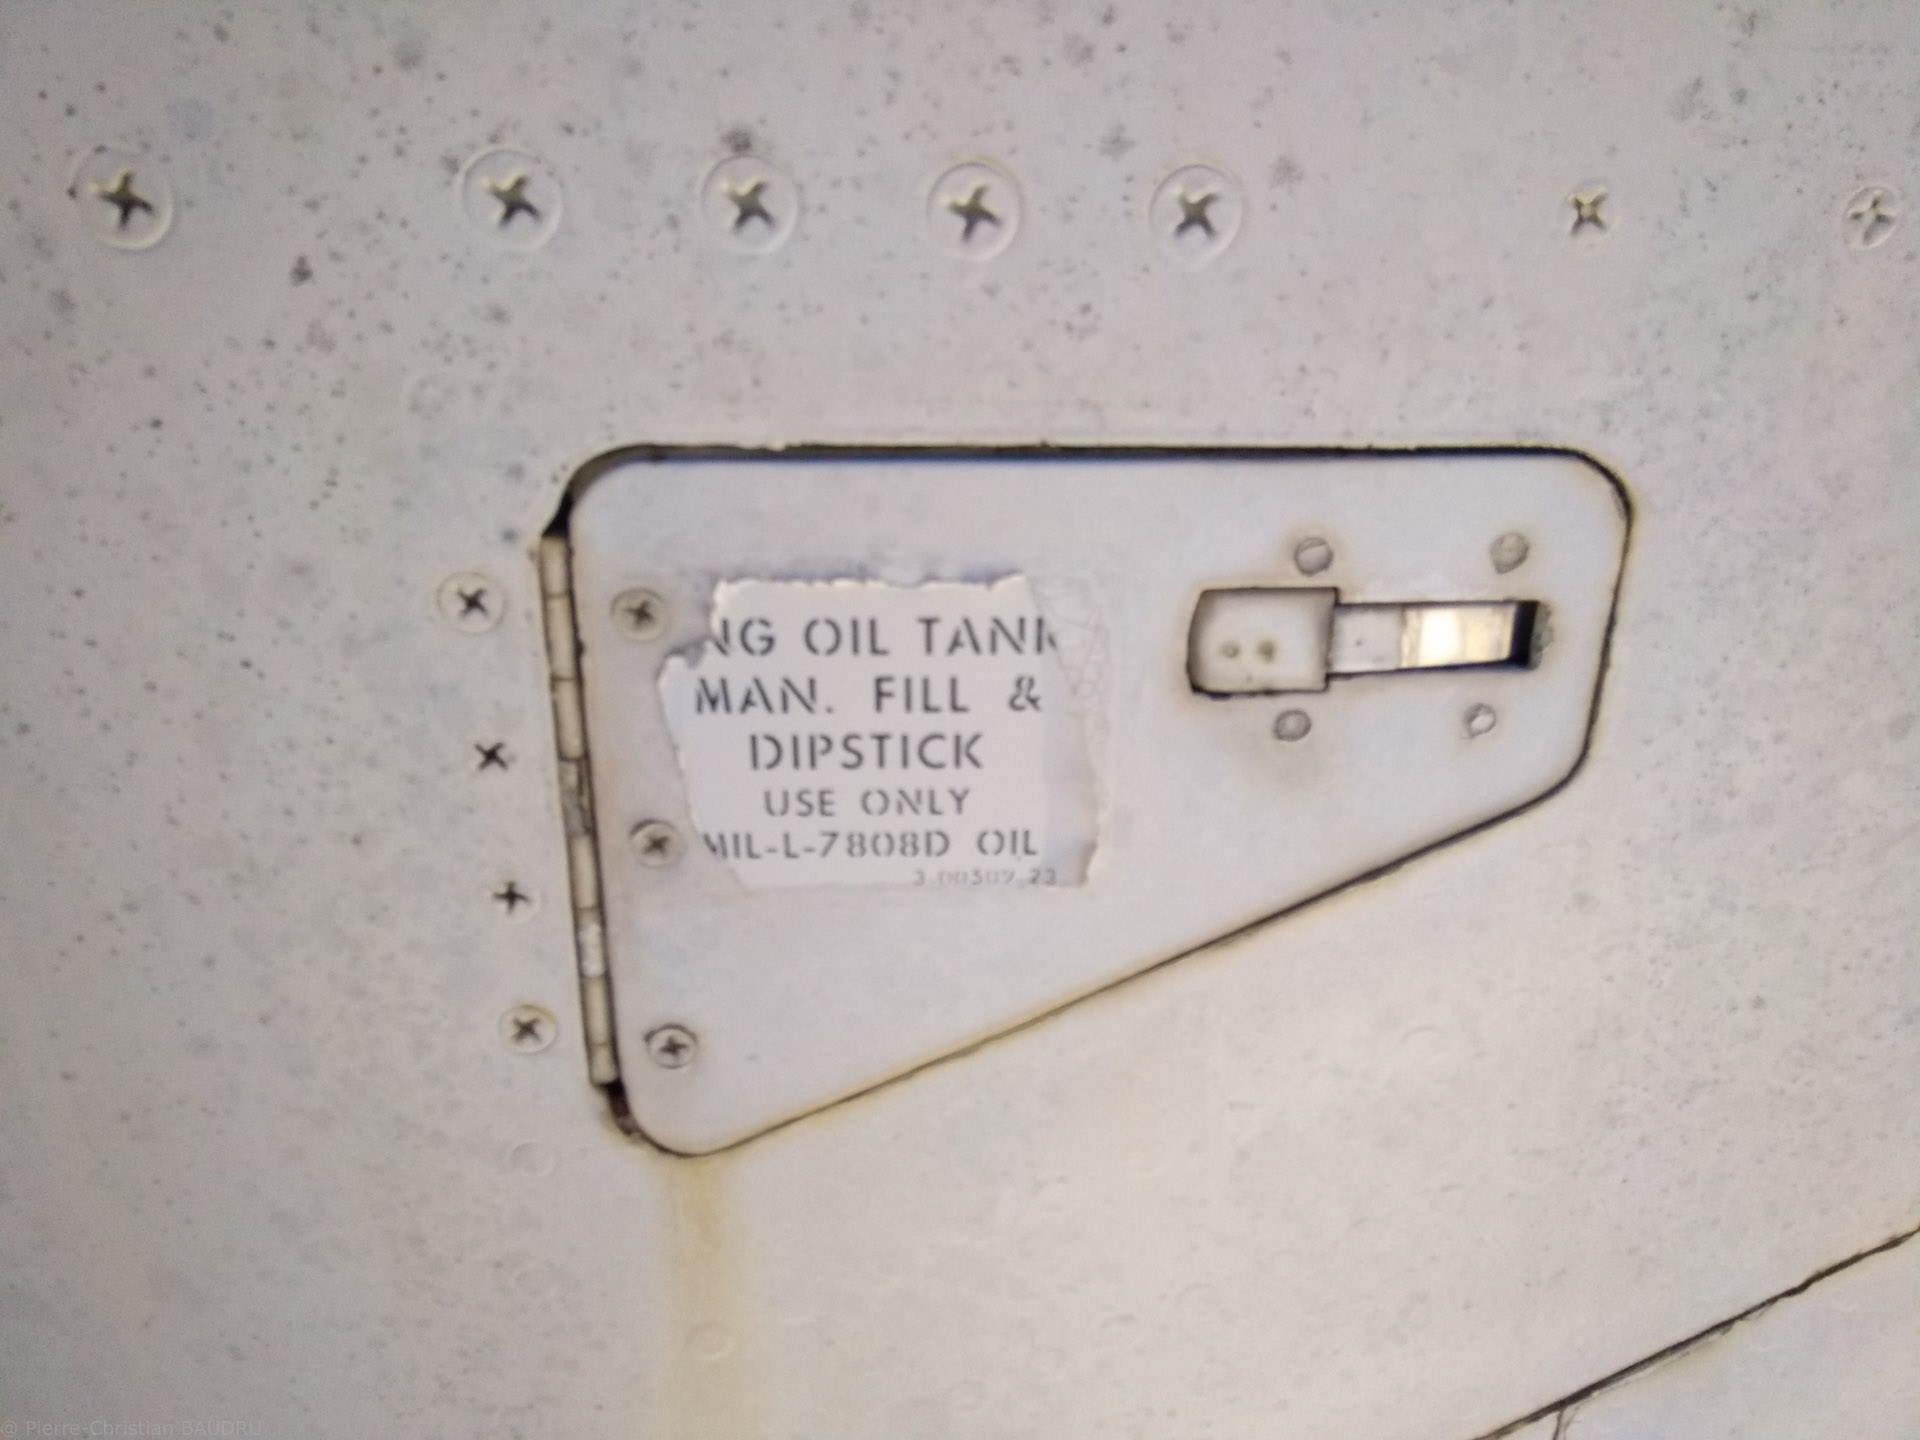 NG OIL TANK
MAN. FILL &
DIPSTICK
USE ONLY
MIL-L-7808D OIL
@ Pierre-Christian BAUDRU